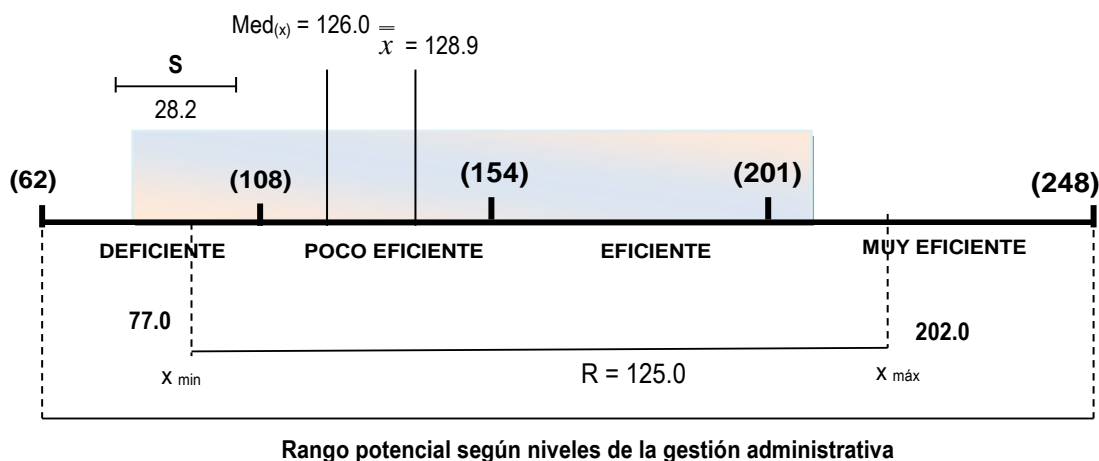 Med(x) = 126.0
x = 128.9
S
28.2
(62) (108) (154) (201) (248)
DEFICIENTE POCO EFICIENTE EFICIENTE MUY EFICIENTE
77.0 202.0
x min R = 125.0 x máx
Rango potencial según niveles de la gestión administrativa